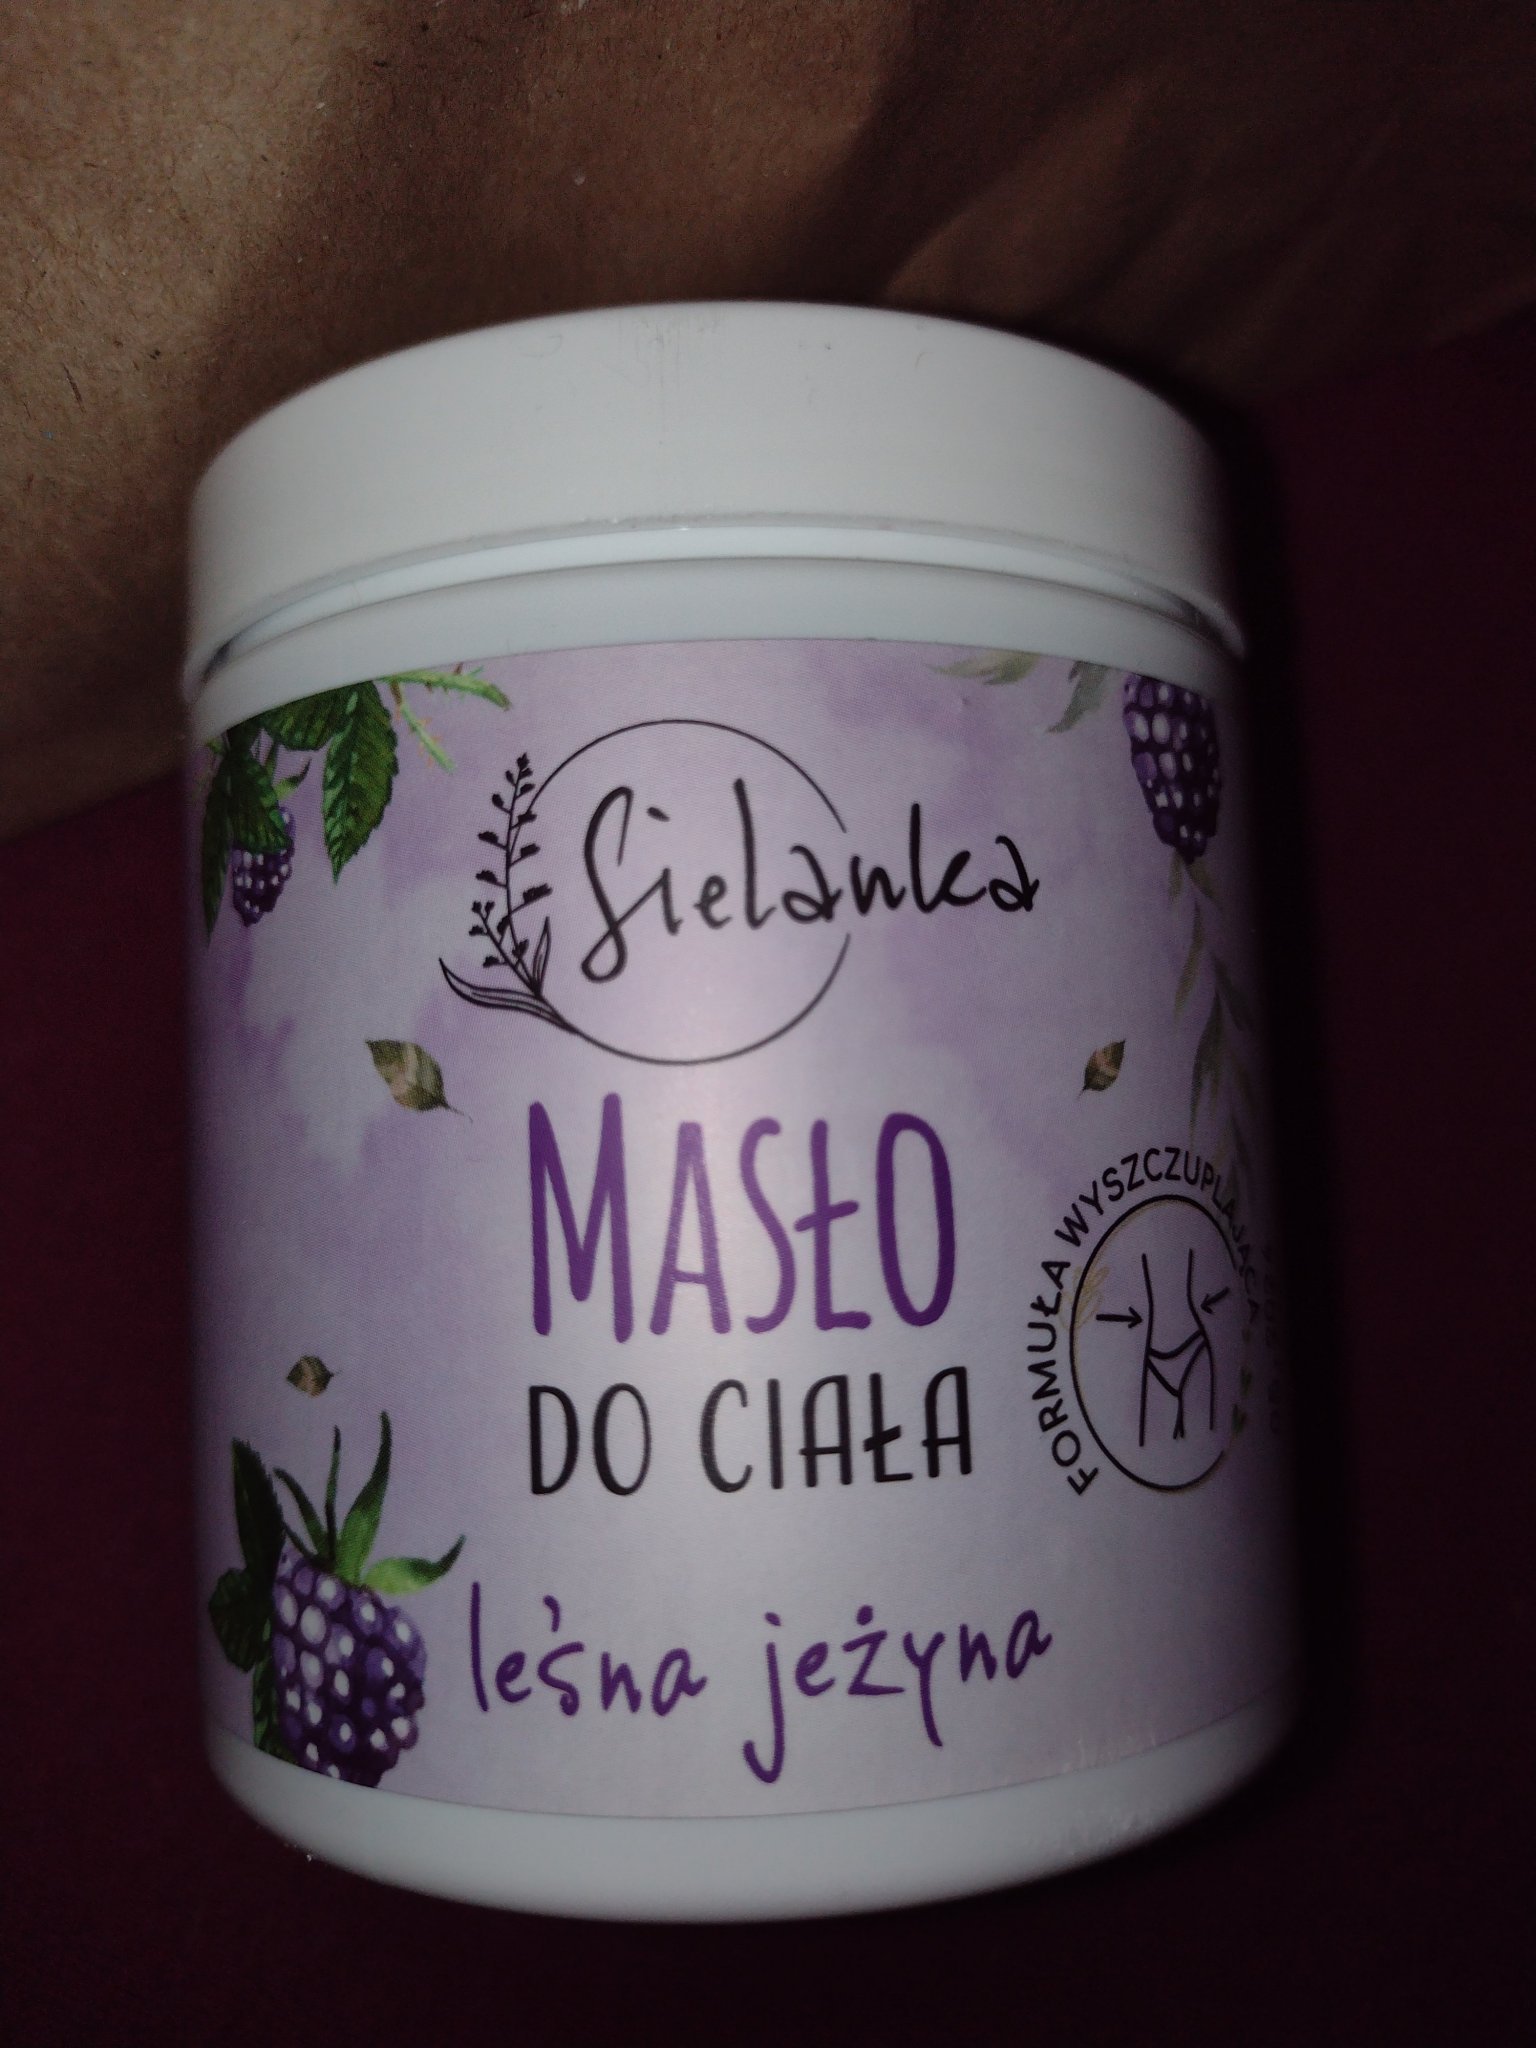 Sielanka
MASŁO
DO CIAŁA
FORMUŁA WYSZCZUPLAJĄCA
leśna jeżyna